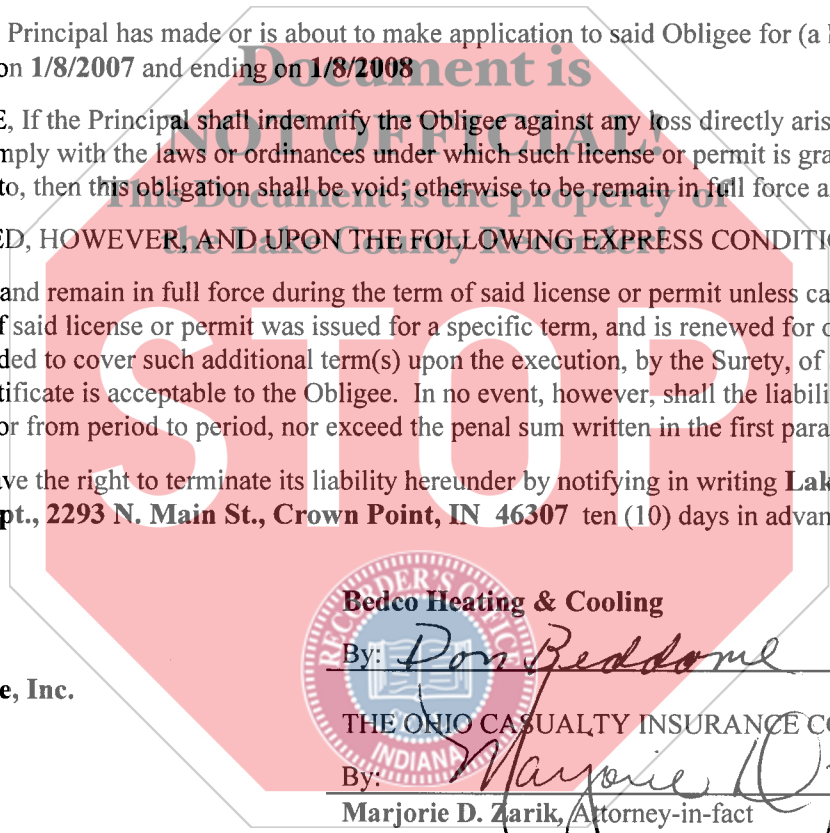 Principal has made or is about to make application to said Obligee for (a
on 1/8/2007 and ending on 1/8/2008
Document is
E, If the Principal shall indemnify the Obligee against any loss directly aris
NOT OFFICIAL!
mply with the laws or ordinances under which such license or permit is gra
to, then this obligation shall be void; otherwise to be remain in full force a
This Document is the property of
the Lake County Recorder!
ED, HOWEVER, AND UPON THE FOLLOWING EXPRESS CONDITIO
and remain in full force during the term of said license or permit unless ca
f said license or permit was issued for a specific term, and is renewed for o
ded to cover such additional term(s) upon the execution, by the Surety, of
tificate is acceptable to the Obligee. In no event, however, shall the liabili
or from period to period, nor exceed the penal sum written in the first para
STOP
ve the right to terminate its liability hereunder by notifying in writing Lak
pt., 2293 N. Main St., Crown Point, IN 46307 ten (10) days in advan
RECORDER'S OFFICE
Bedco Heating & Cooling
By: Don Beddome
e, Inc.
THE OHIO CASUALTY INSURANCE CO
INDIANA
By: Marjorie D
Marjorie D. Zarik, Attorney-in-fact